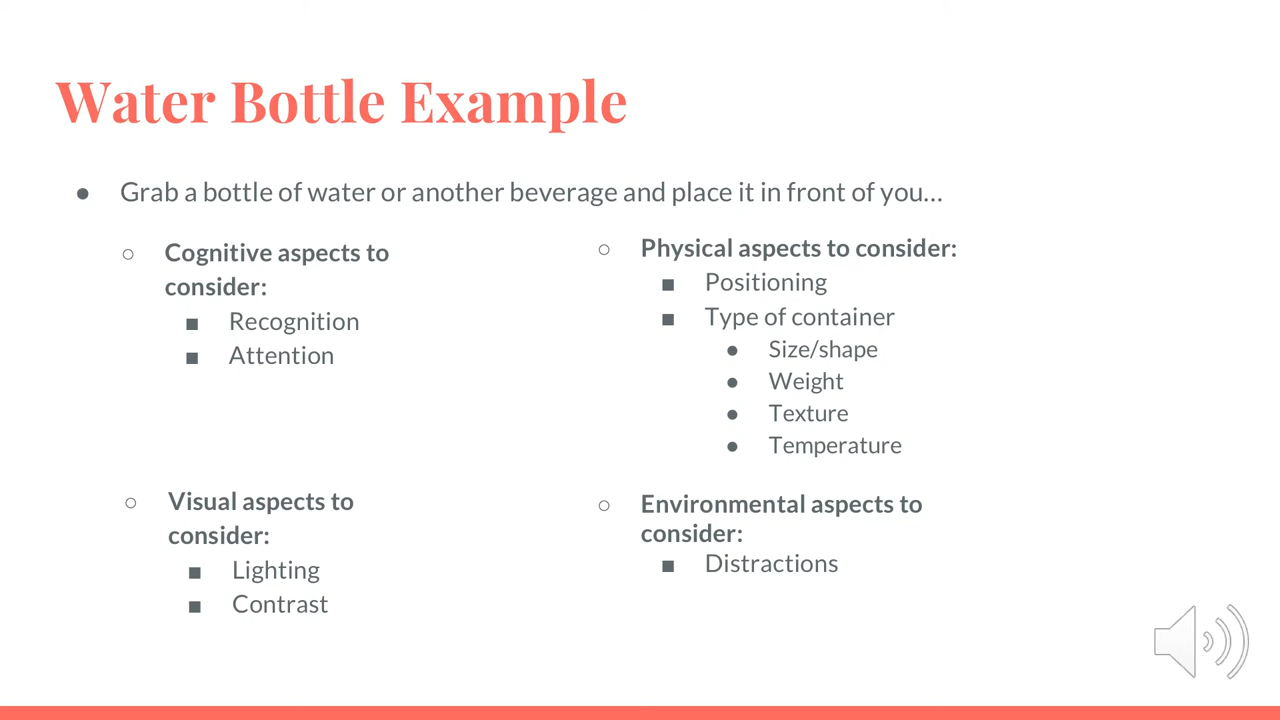 Water Bottle Example
● Grab a bottle of water or another beverage and place it in front of you...
○ Cognitive aspects to
consider:
■ Recognition
■ Attention
○ Physical aspects to consider:
■ Positioning
■ Type of container
● Size/shape
● Weight
● Texture
● Temperature
○ Visual aspects to
consider:
■ Lighting
■ Contrast
○ Environmental aspects to
consider:
■ Distractions